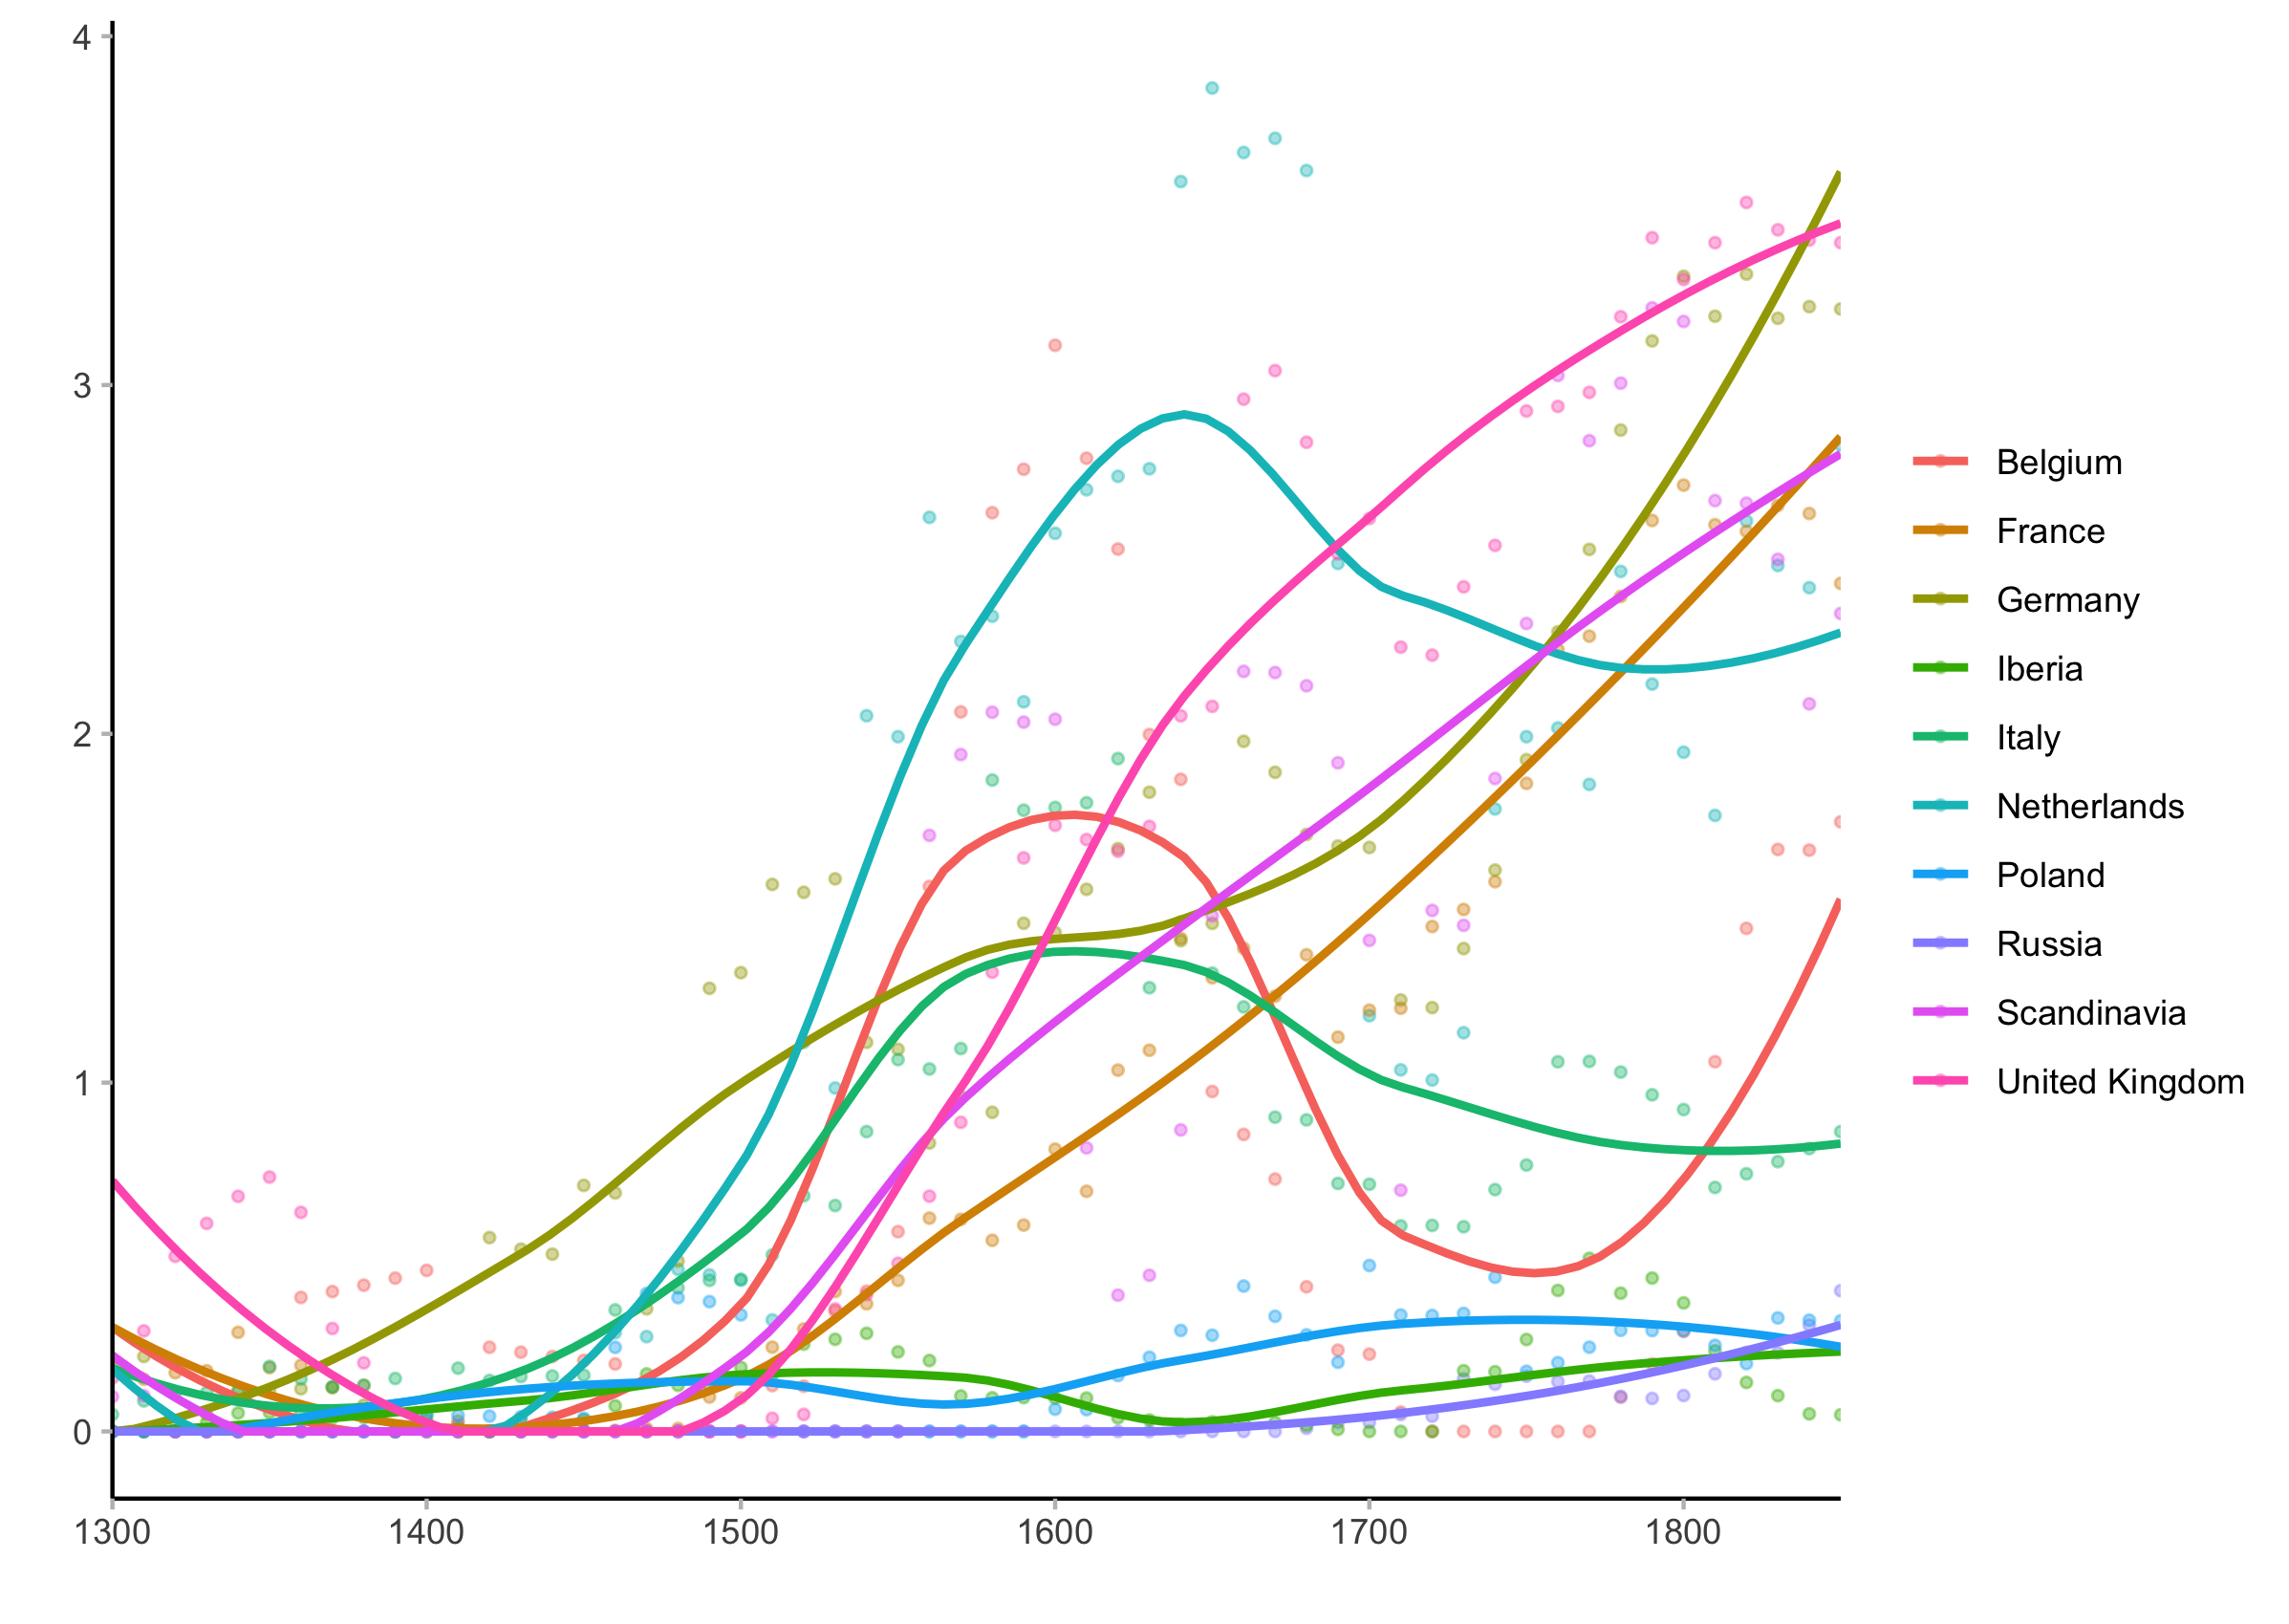 4
3
2
1
0
1300 1400 1500 1600 1700 1800
Belgium
France
Germany
Iberia
Italy
Netherlands
Poland
Russia
Scandinavia
United Kingdom